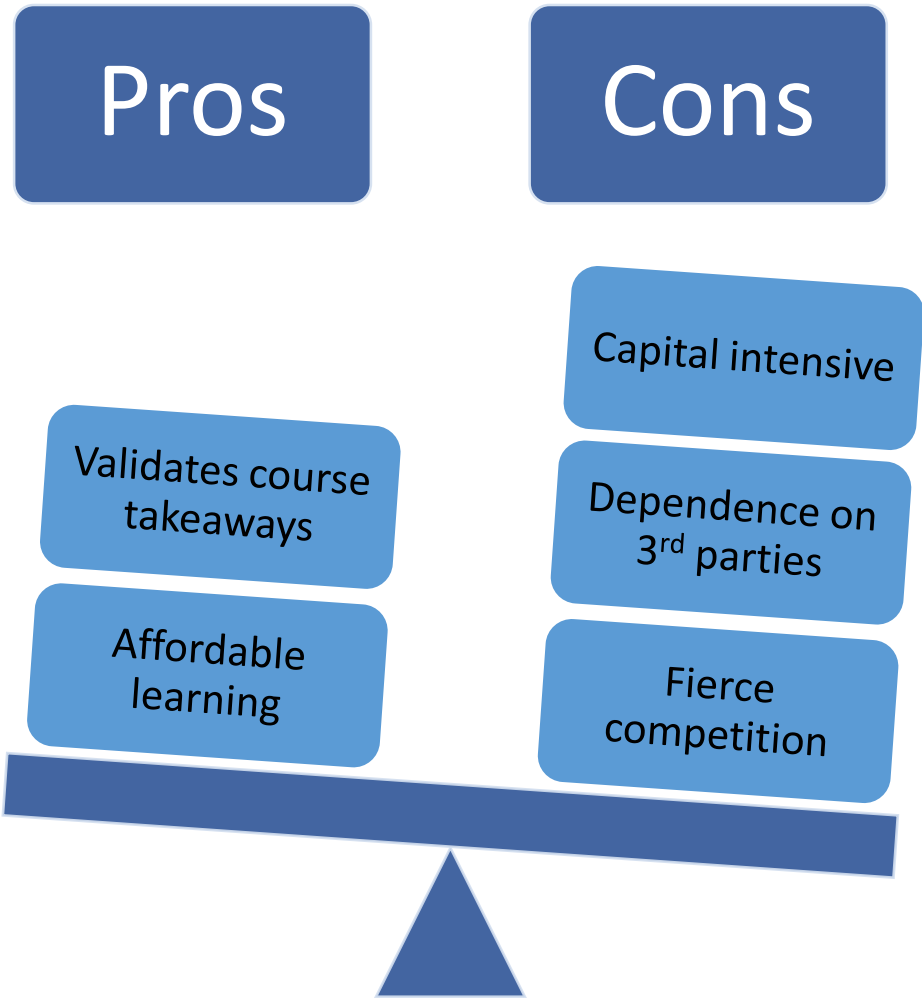 Pros
Cons
Validates course
takeaways
Affordable
learning
Capital intensive
Dependence on
3rd parties
Fierce
competition